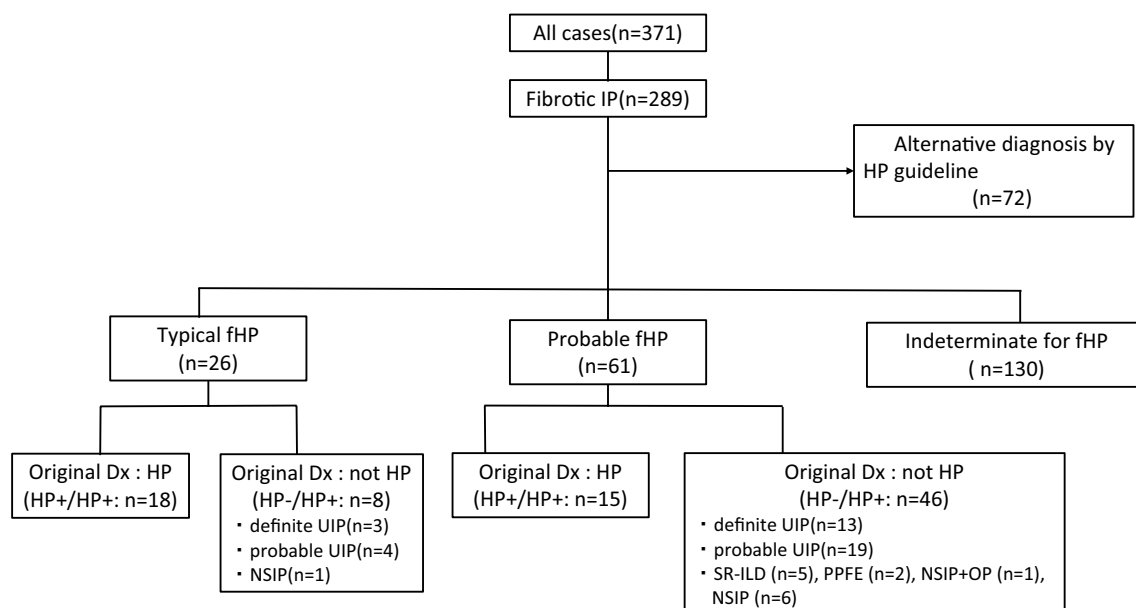 All cases(n=371)
Fibrotic IP(n=289)
Alternative diagnosis by
HP guideline
(n=72)
Typical fHP
(n=26)
Probable fHP
(n=61)
Indeterminate for fHP
( n=130)
Original Dx : HP
(HP+/HP+: n=18)
Original Dx : not HP
(HP-/HP+: n=8)
・definite UIP(n=3)
・probable UIP(n=4)
・NSIP(n=1)
Original Dx : HP
(HP+/HP+: n=15)
Original Dx : not HP
(HP-/HP+: n=46)
・definite UIP(n=13)
・probable UIP(n=19)
・SR-ILD (n=5), PPFE (n=2), NSIP+OP (n=1),
NSIP (n=6)